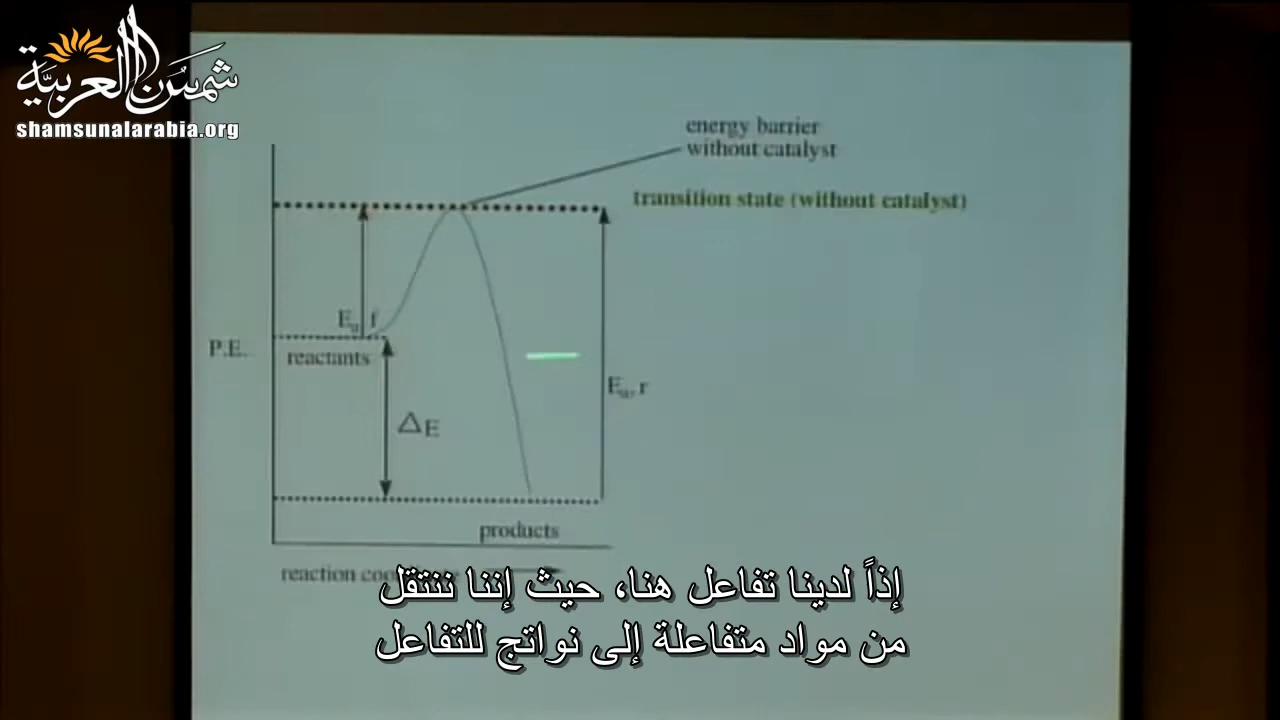 شمس العربية
shamsunalarabia.org
energy barrier
without catalyst
transition state (without catalyst)
Ea, f
P.E.
reactants
Ea, r
ΔE
products
reaction
إذاً لدينا تفاعل هنا، حيث إننا ننتقل
من مواد متفاعلة إلى نواتج للتفاعل